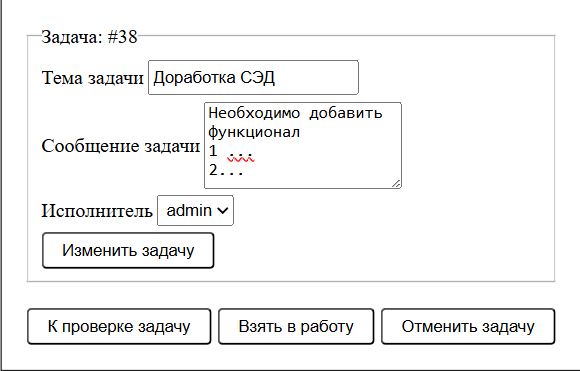 Задача: #38
Тема задачи Доработка СЭД
Сообщение задачи Необходимо добавить
функционал
1 ...
2...
Исполнитель admin
Изменить задачу
К проверке задачу Взять в работу Отменить задачу